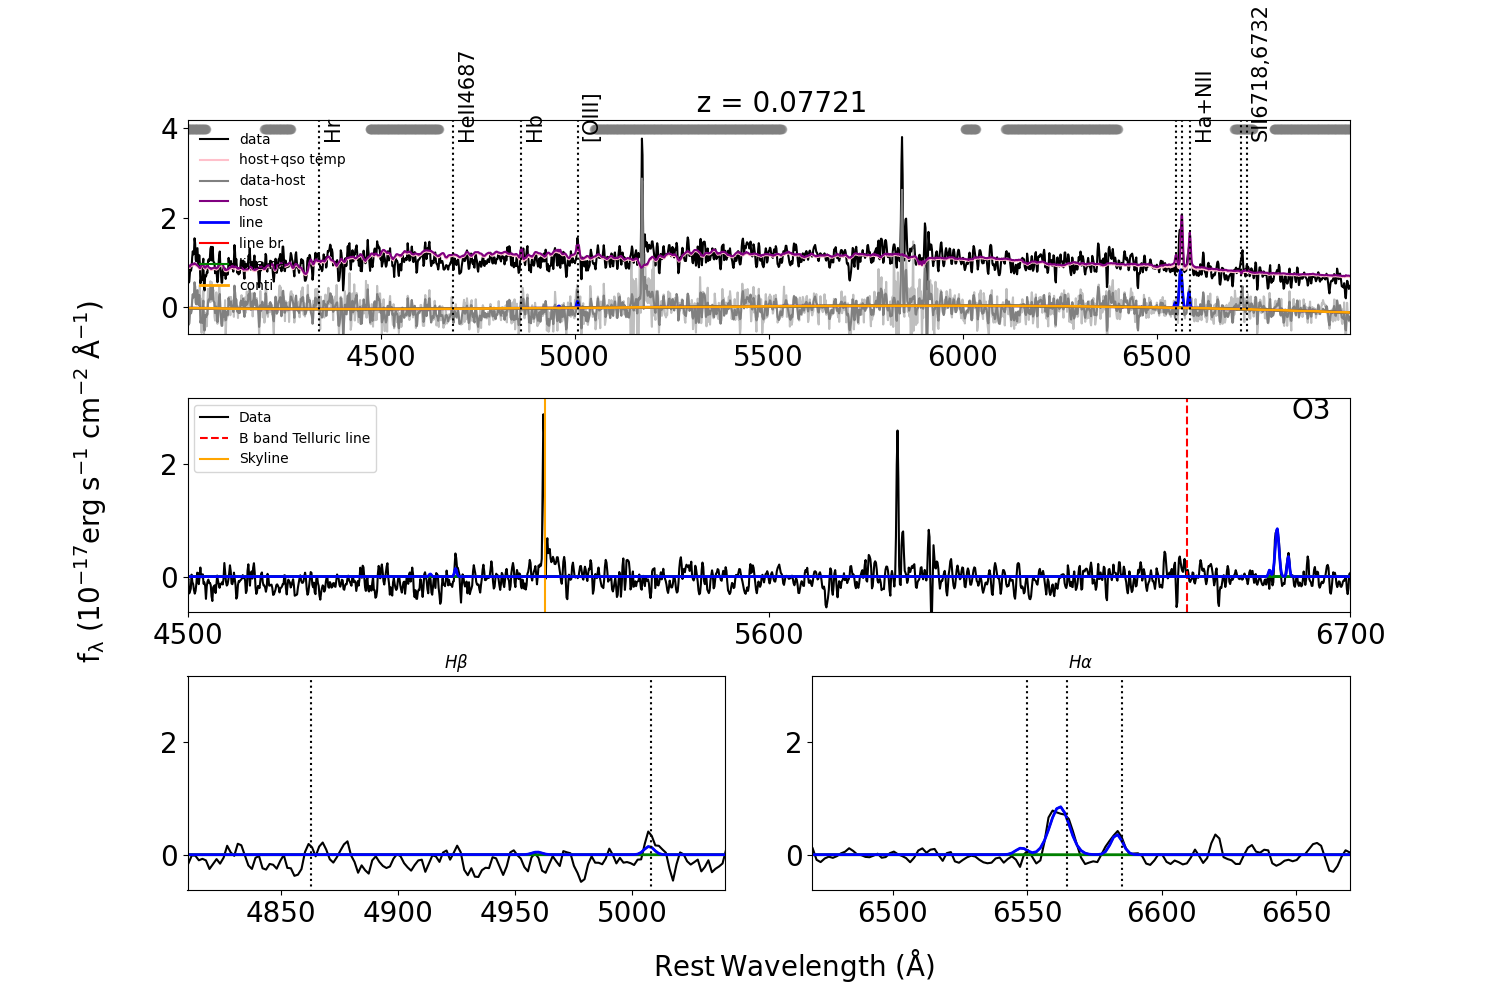 z = 0.07721
Hr
HeII4687
Hb
[OIII]
Ha+NII
SII6718,6732
data
host+qso temp
data-host
host
line
line br
conti
4
2
0
4500
5000
5500
6000
6500
O3
Data
B band Telluric line
Skyline
2
0
4500
5600
6700
fλ (10−17erg s−1 cm−2 Å−1)
Hβ
2
0
4850
4900
4950
5000
Hα
2
0
6500
6550
6600
6650
Rest Wavelength (Å)